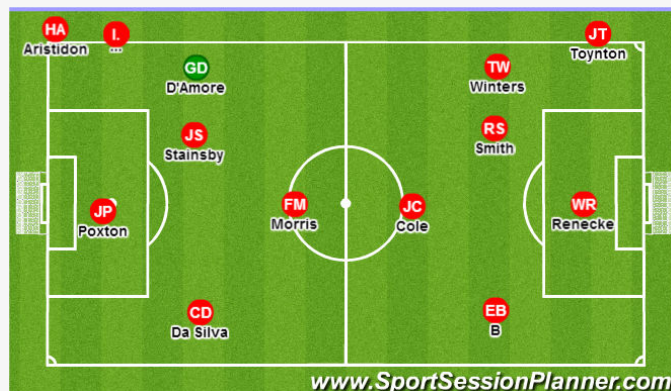 HA
Aristidon
I.
...
JT
Toynton
GD
D'Amore
TW
Winters
JS
Stainsby
RS
Smith
JP
Poxton
FM
Morris
JC
Cole
WR
Renecke
CD
Da Silva
EB
B
www.SportSessionPlanner.com